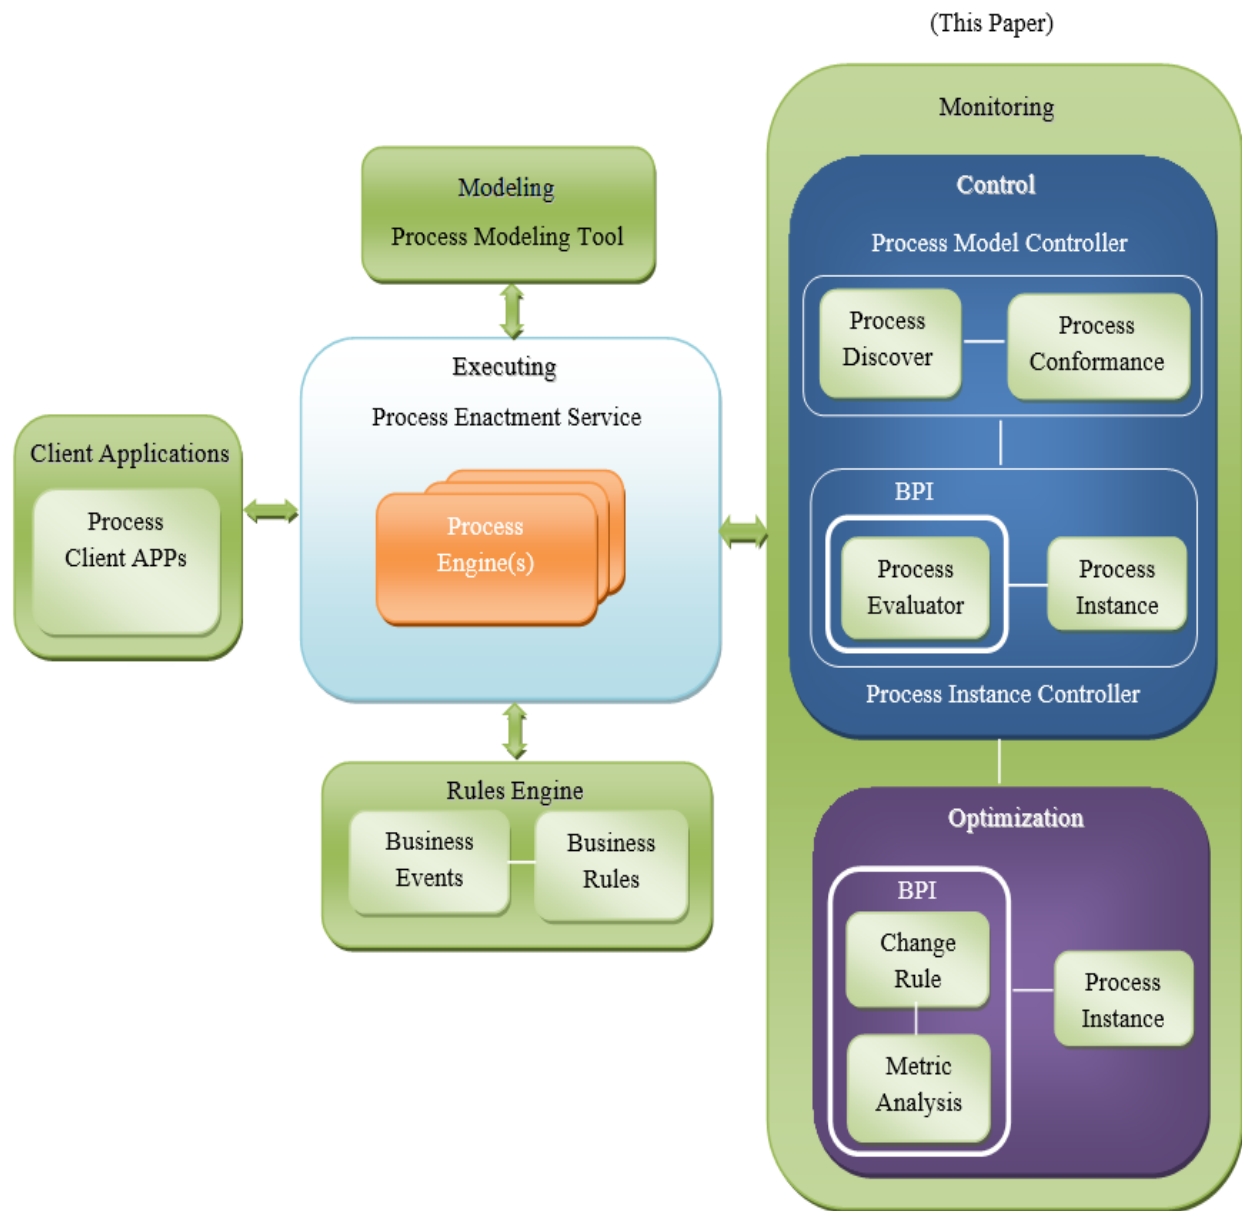 (This Paper)
Monitoring
Control
Process Model Controller
Process
Discover
Process
Conformance
BPI
Process
Evaluator
Process
Instance
Process Instance Controller
Optimization
BPI
Change
Rule
Metric
Analysis
Process
Instance
Modeling
Process Modeling Tool
Executing
Process Enactment Service
Process
Engine(s)
Client Applications
Process
Client APPs
Rules Engine
Business
Events
Business
Rules